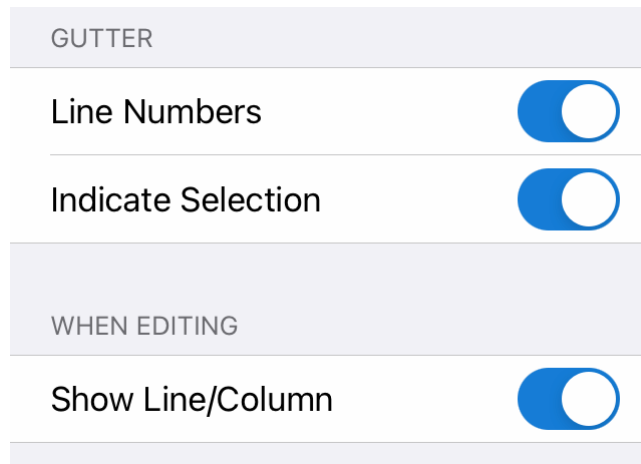 GUTTER
Line Numbers
Indicate Selection
WHEN EDITING
Show Line/Column